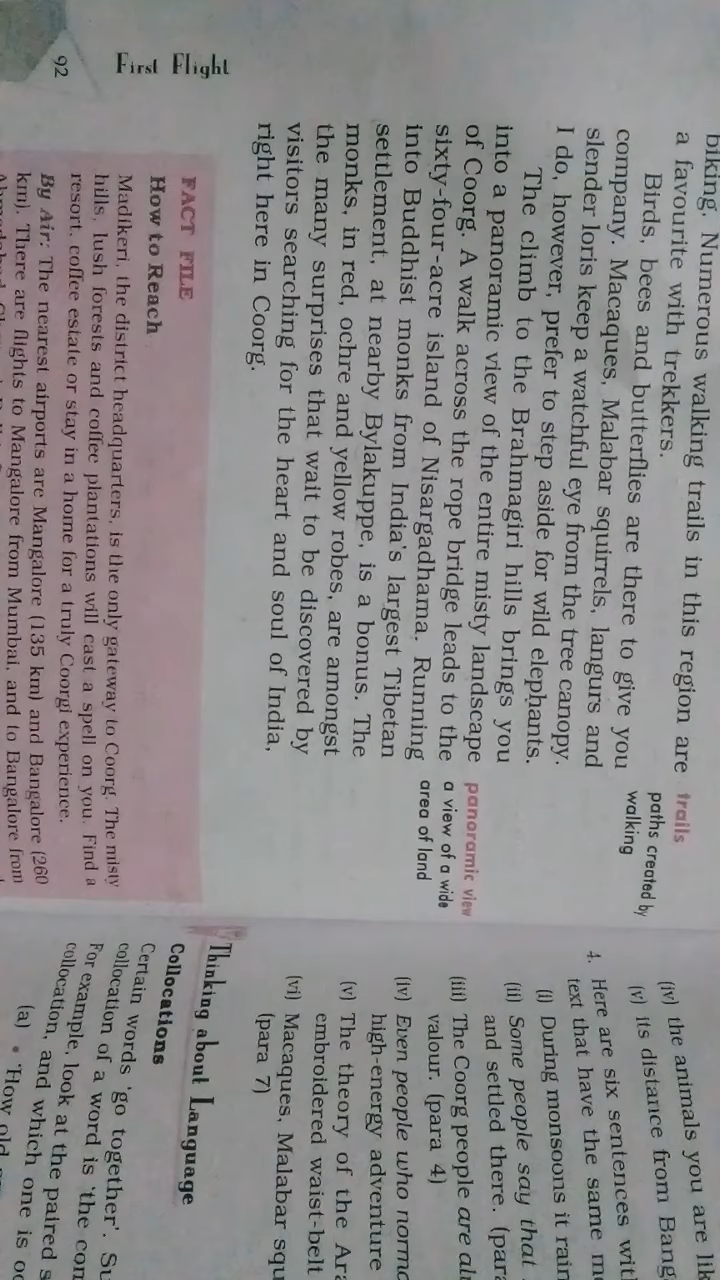 biking. Numerous walking trails in this region are
a favourite with trekkers.
Birds, bees and butterflies are there to give you
company. Macaques, Malabar squirrels, langurs and
slender loris keep a watchful eye from the tree canopy.
I do, however, prefer to step aside for wild elephants.
The climb to the Brahmagiri hills brings you
into a panoramic view of the entire misty landscape
of Coorg. A walk across the rope bridge leads to the
sixty-four-acre island of Nisargadhama. Running
into Buddhist monks from India's largest Tibetan
settlement, at nearby Bylakuppe, is a bonus. The
monks, in red, ochre and yellow robes, are amongst
the many surprises that wait to be discovered by
visitors searching for the heart and soul of India,
right here in Coorg.
trails
paths created by
walking
panoramic view
a view of a wide
area of land
FACT FILE
How to Reach
Madikeri, the district headquarters, is the only gateway to Coorg. The misty
hills, lush forests and coffee plantations will cast a spell on you. Find a
resort, coffee estate or stay in a home for a truly Coorgi experience.
By Air: The nearest airports are Mangalore (135 km) and Bangalore (260
km). There are flights to Mangalore from Mumbai, and to Bangalore from
First Flight
92
(iv) the animals you are
(v) its distance from
4. Here are six sentences
text that have the same
(i) During monsoons it
(ii) Some people say that
and settled there.
(iii) The Coorg people are
valour. (para 4)
(iv) Even people who
high-energy adventure
(v) The theory of the
embroidered waist-belt
(vi) Macaques, Malabar
(para 7)
Thinking about Language
Collocations
Certain words 'go together'.
collocation of a word is 'the
For example, look at the paired
collocation, and which one is
(a) • 'How old